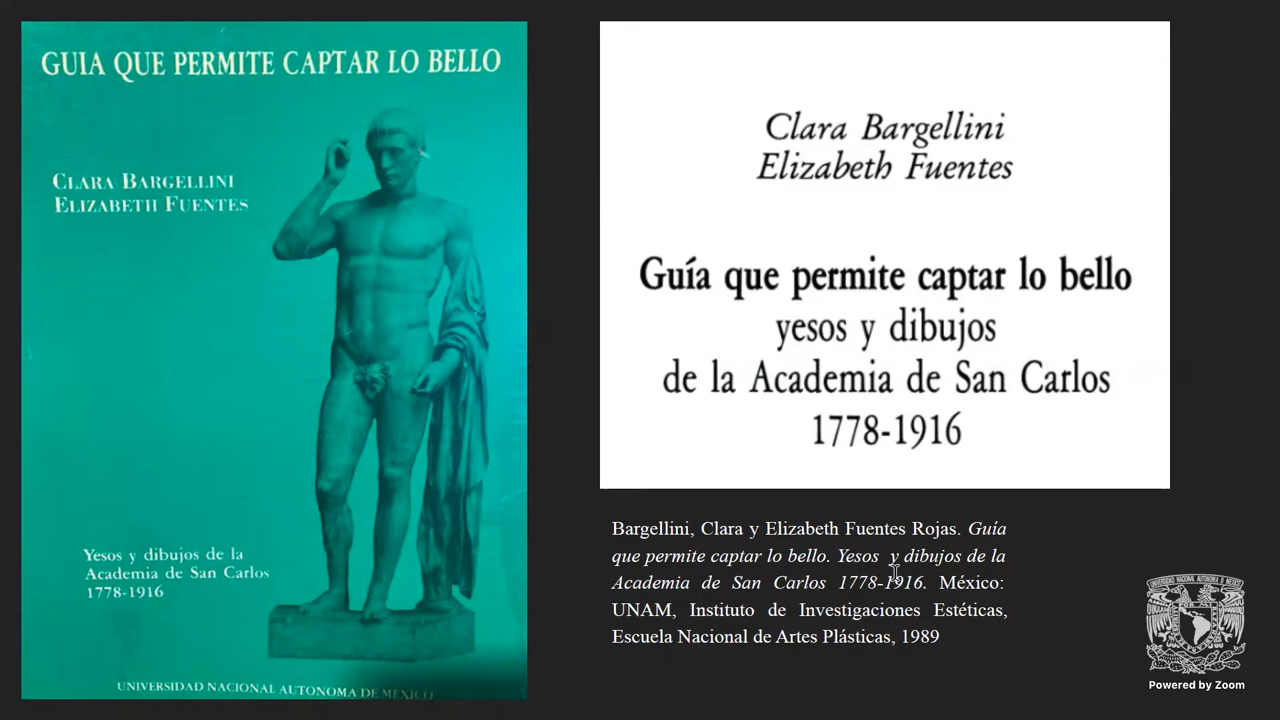 GUIA QUE PERMITE CAPTAR LO BELLO
CLARA BARGELLINI
ELIZABETH FUENTES
Yesos y dibujos de la
Academia de San Carlos
1778-1916
UNIVERSIDAD NACIONAL AUTONOMA DE MEXICO
Clara Bargellini
Elizabeth Fuentes
Guía que permite captar lo bello
yesos y dibujos
de la Academia de San Carlos
1778-1916
Bargellini, Clara y Elizabeth Fuentes Rojas. Guía
que permite captar lo bello. Yesos y dibujos de la
Academia de San Carlos 1778-1916. México:
UNAM, Instituto de Investigaciones Estéticas,
Escuela Nacional de Artes Plásticas, 1989
Powered by Zoom